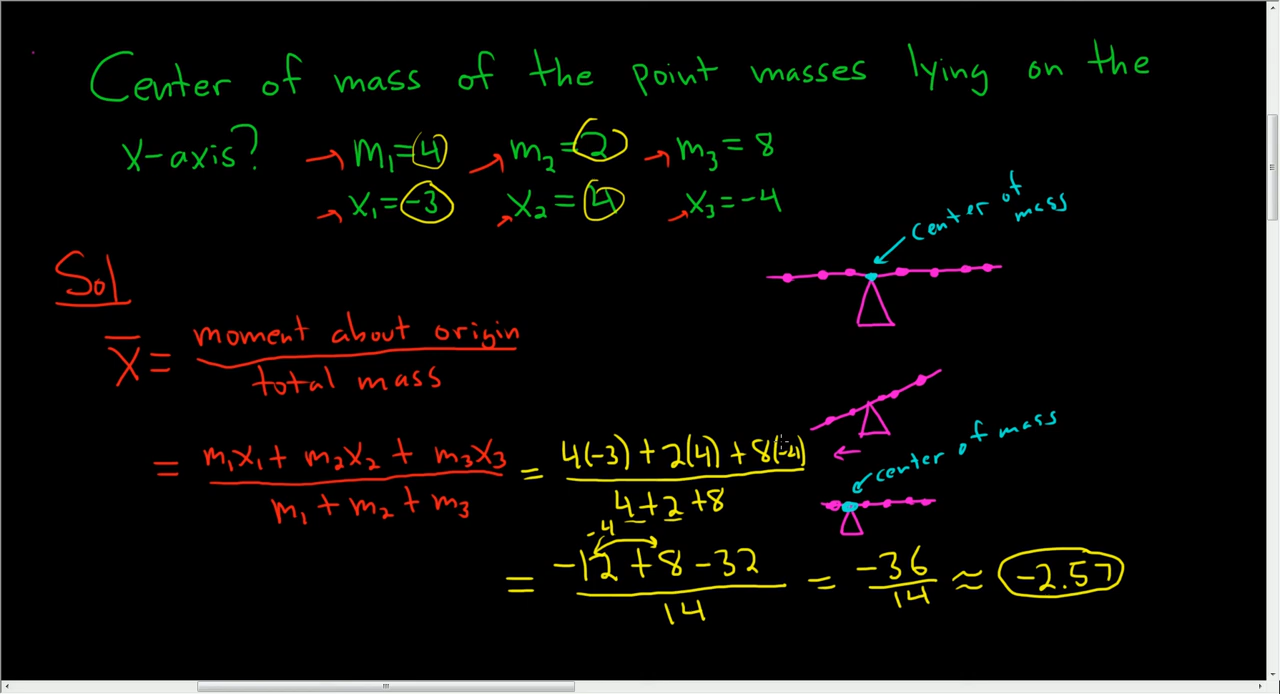 Center of mass of the point masses lying on the
x-axis? → m₁=4 → m₂=2 → m₃=8
→ x₁=-3 → x₂=4 → x₃=-4
center of mass
Sol
x̄ = moment about origin / total mass
= (m₁x₁ + m₂x₂ + m₃x₃) / (m₁ + m₂ + m₃) = (4(-3) + 2(4) + 8(-4)) / (4+2+8)
center of mass
-4
= (-12 + 8 - 32) / 14 = -36/14 ≈ -2.57